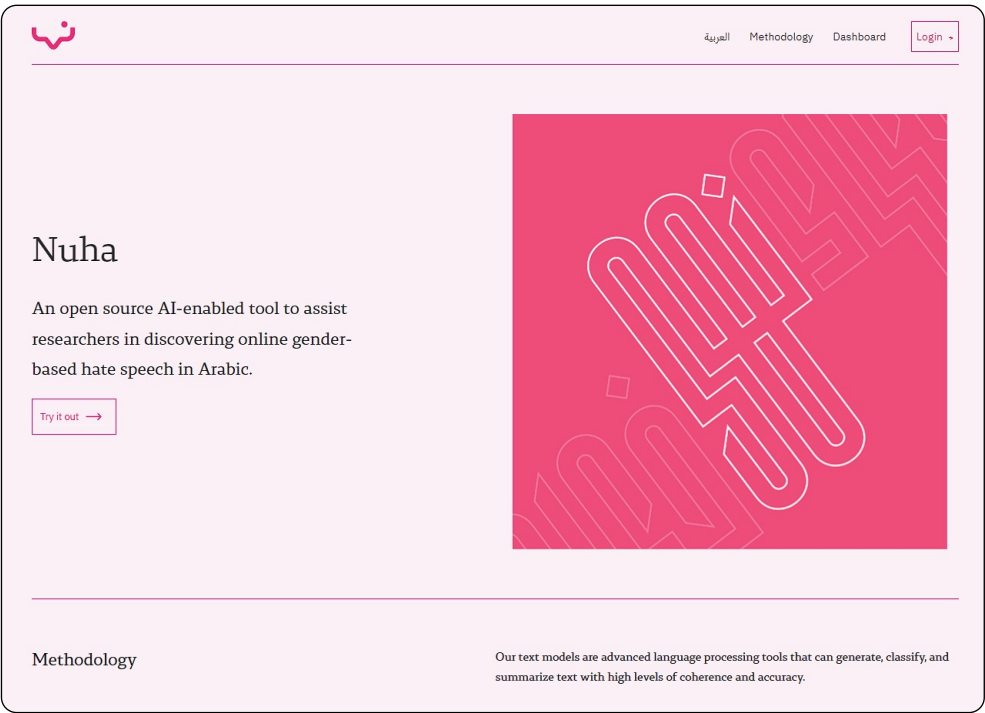 العربية
Methodology
Dashboard
Login
Nuha
An open source AI-enabled tool to assist
researchers in discovering online gender-
based hate speech in Arabic.
Try it out
Methodology
Our text models are advanced language processing tools that can generate, classify, and
summarize text with high levels of coherence and accuracy.